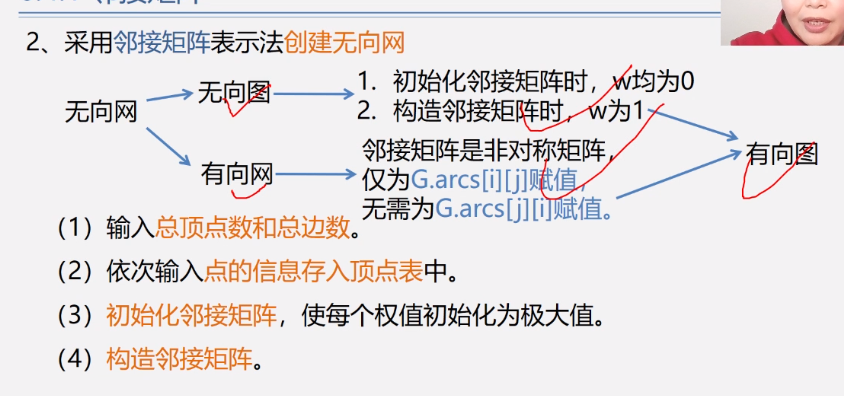 2、采用邻接矩阵表示法创建无向网
无向网
无向图
1. 初始化邻接矩阵时，w均为0
2. 构造邻接矩阵时，w为1
有向网
邻接矩阵是非对称矩阵，
仅为G.arcs[i][j]赋值，
无需为G.arcs[j][i]赋值。
有向图
（1）输入总顶点数和总边数。
（2）依次输入点的信息存入顶点表中。
（3）初始化邻接矩阵，使每个权值初始化为极大值。
（4）构造邻接矩阵。